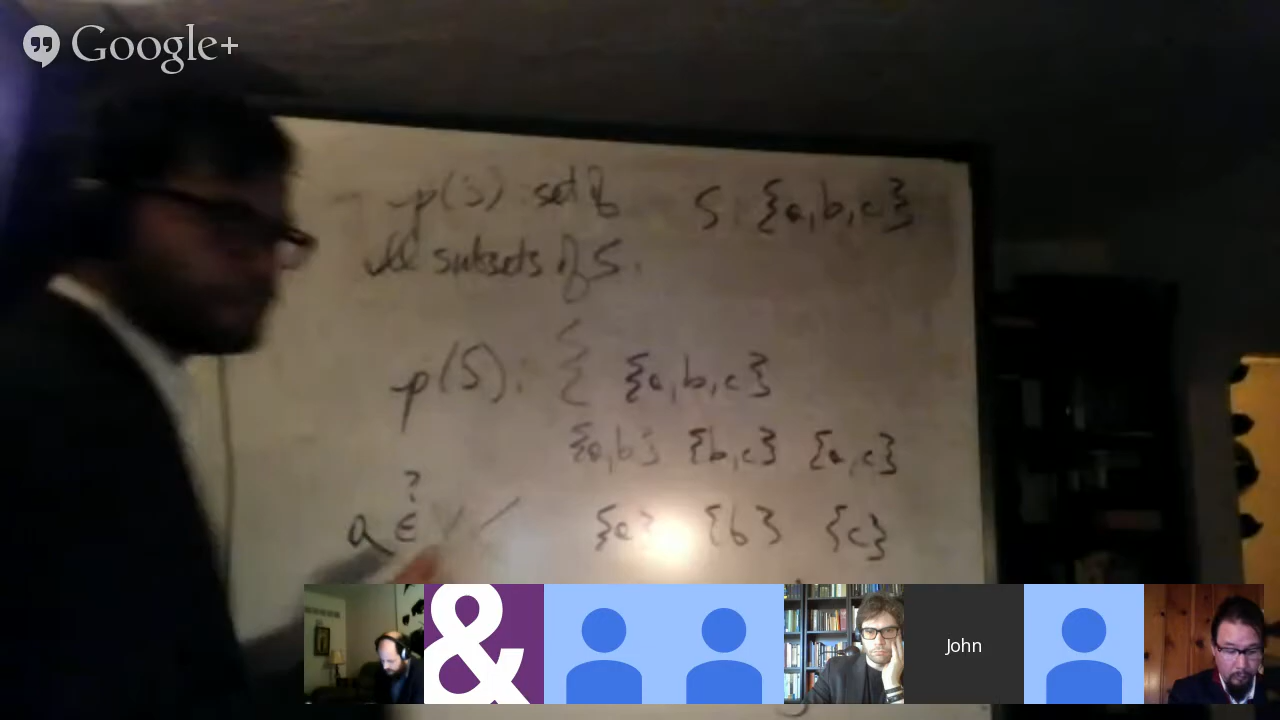 Google+
p(S): set of S: {a,b,c}
all subsets of S.
p(S): { {a,b,c}
{a,b} {b,c} {a,c}
?
a ∈ {a} {b} {c}
&
John